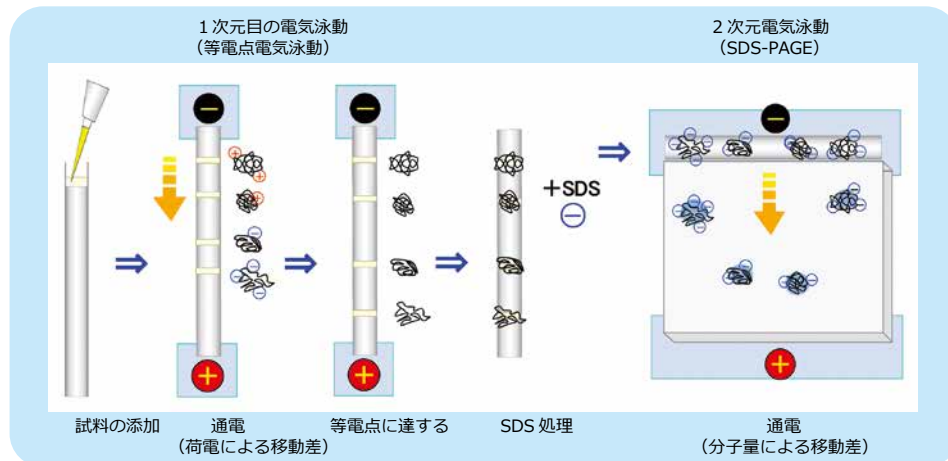 1次元目の電気泳動
(等電点電気泳動)
2次元電気泳動
(SDS-PAGE)
+SDS
試料の添加
通電
(荷電による移動差)
等電点に達する
SDS 処理
通電
(分子量による移動差)